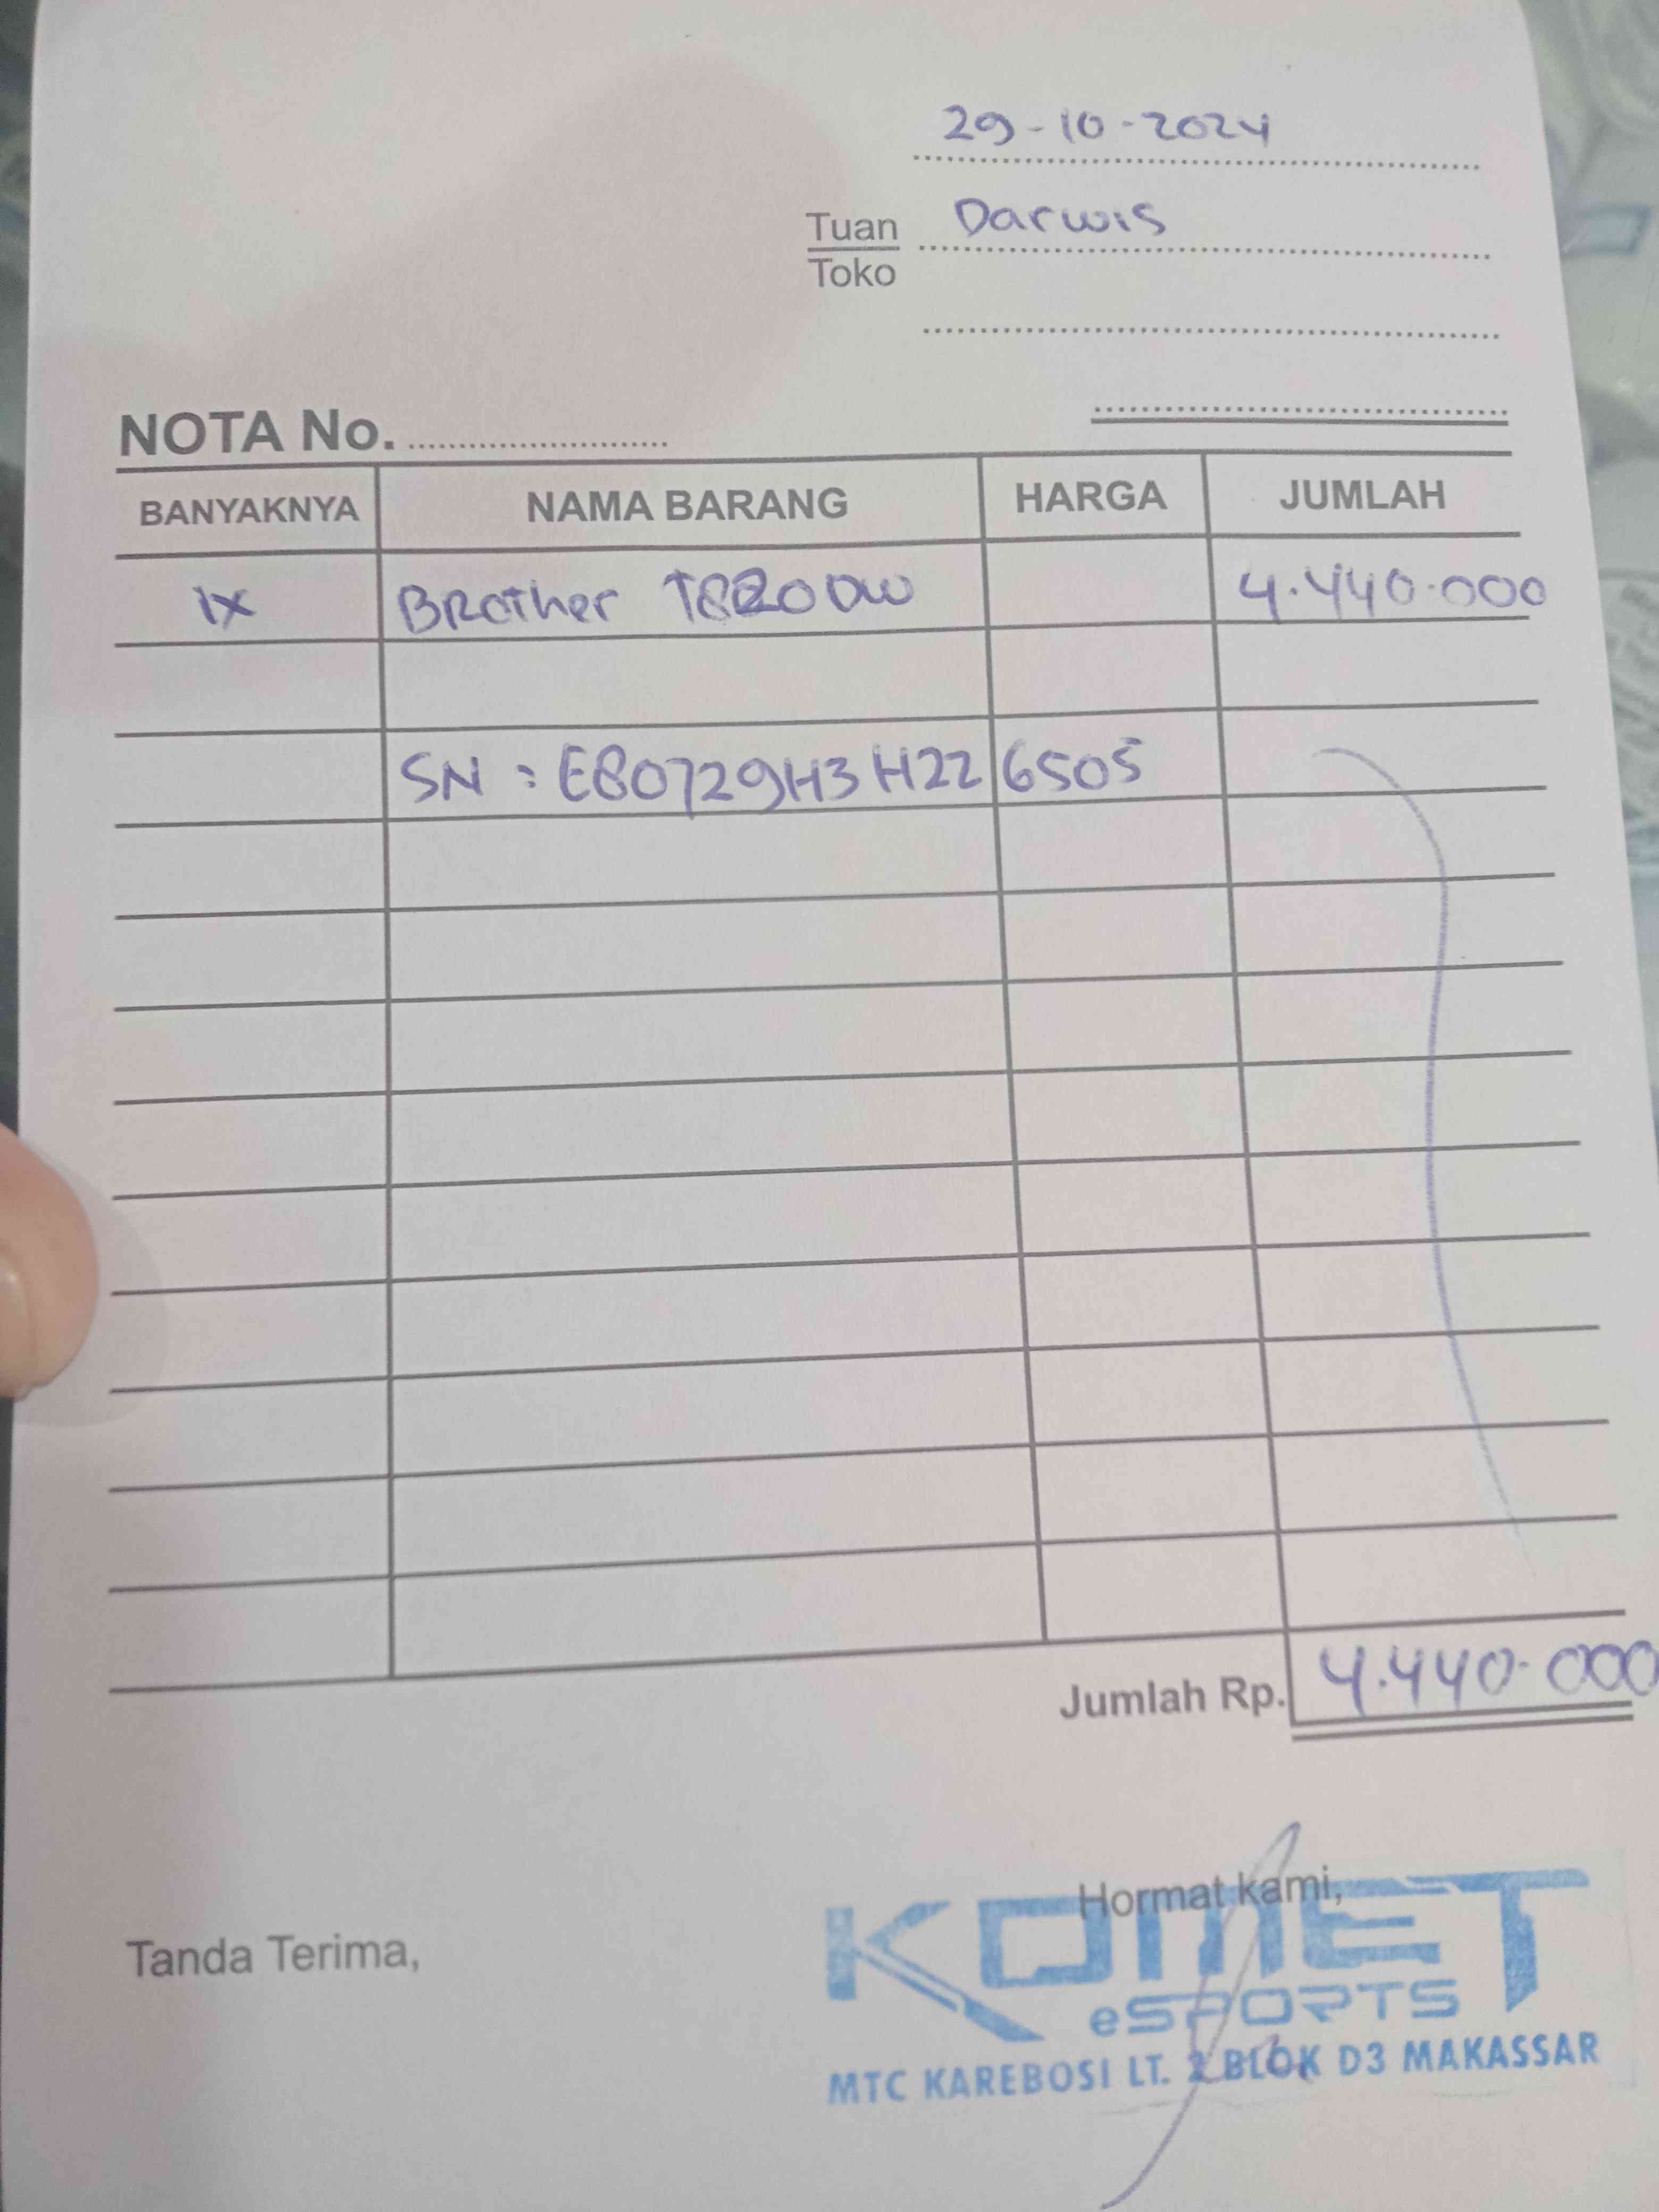 29-10-2024
Tuan Darwis
Toko
NOTA No.
BANYAKNYA NAMA BARANG HARGA JUMLAH
1x Brother T820DW 4.440.000
SN : E80729H3H226505
Jumlah Rp. 4.440.000
Tanda Terima,
Hormat kami,
KOMET
eSPORTS
MTC KAREBOSI LT. 2 BLOK D3 MAKASSAR